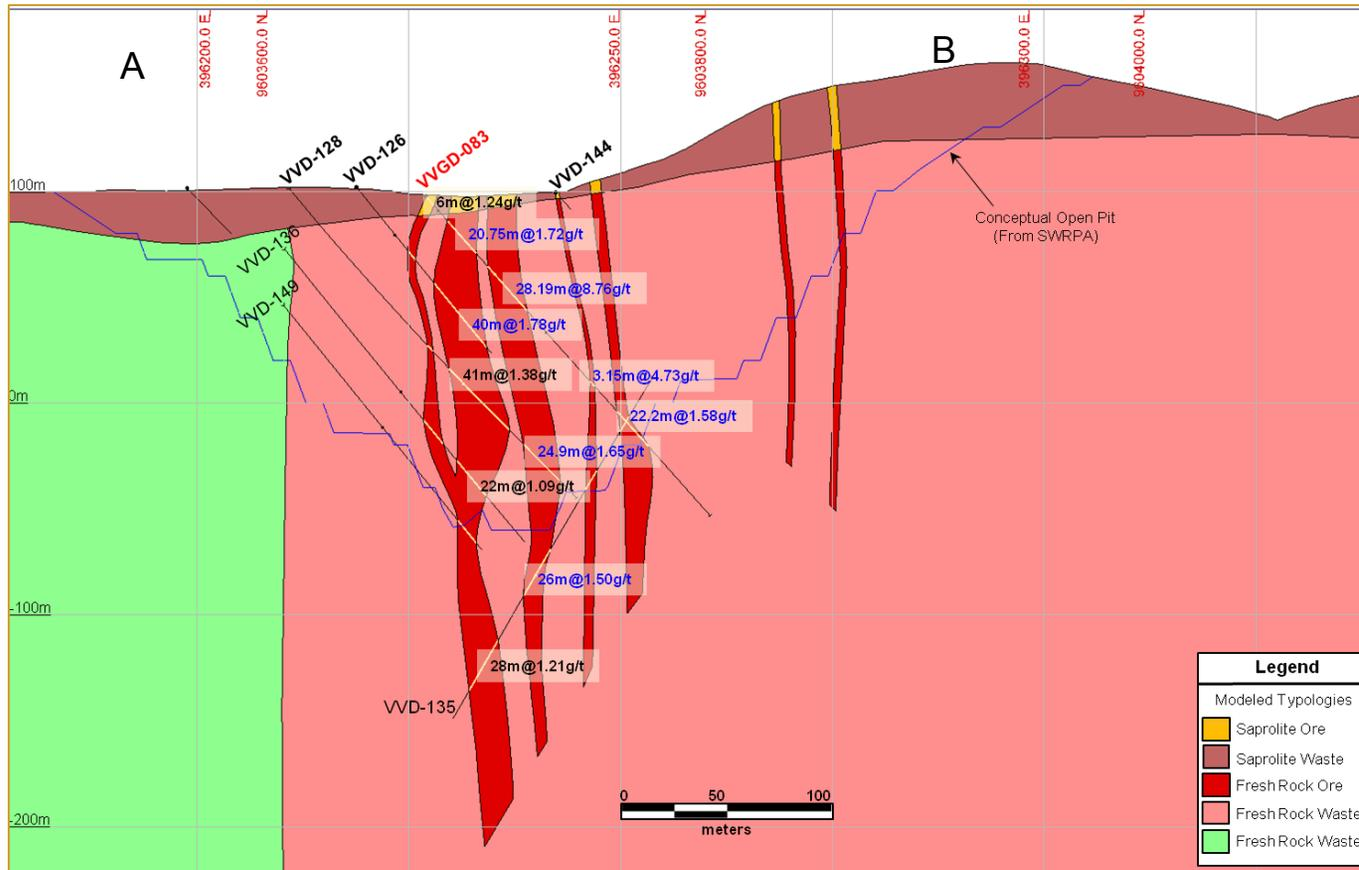 A
B
396200.0 E
9603600.0 N
396250.0 E
9603800.0 N
396300.0 E
9604000.0 N
VVD-128
VVD-126
VVGD-083
VVD-144
100m
6m@1.24g/t
20.75m@1.72g/t
VVD-136
Conceptual Open Pit
(From SWRPA)
28.19m@8.76g/t
VVD-149
40m@1.78g/t
41m@1.38g/t
3.15m@4.73g/t
0m
22.2m@1.58g/t
24.9m@1.65g/t
22m@1.09g/t
26m@1.50g/t
-100m
28m@1.21g/t
VVD-135
-200m
0 50 100
meters
Legend
Modeled Typologies
Saprolite Ore
Saprolite Waste
Fresh Rock Ore
Fresh Rock Waste
Fresh Rock Waste